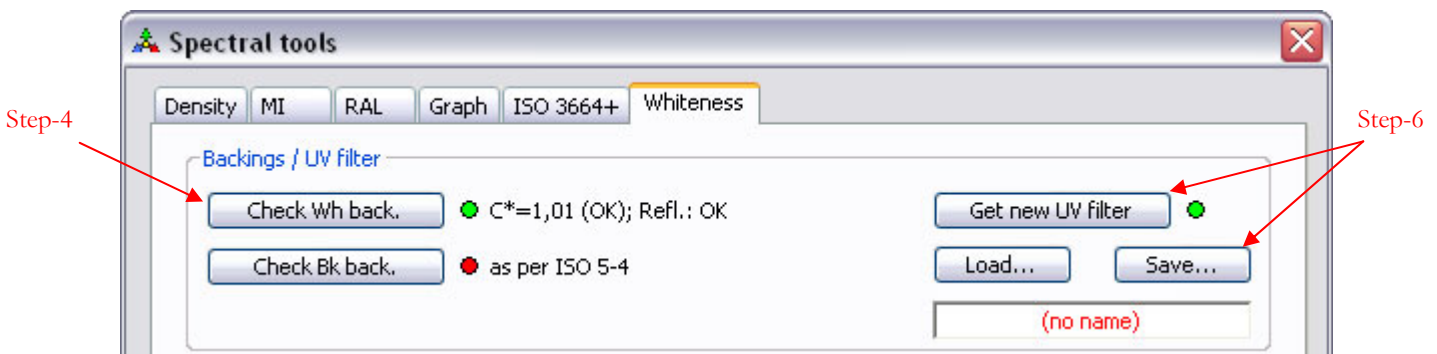 Spectral tools
Density MI RAL Graph ISO 3664+ Whiteness
Step-4
Step-6
Backings / UV filter
Check Wh back. C*=1,01 (OK); Refl.: OK Get new UV filter
Check Bk back. as per ISO 5-4 Load... Save...
(no name)